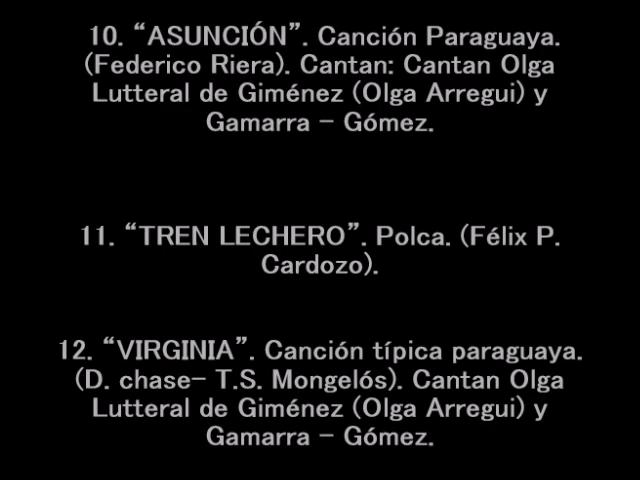 10. “ASUNCIÓN”. Canción Paraguaya.
(Federico Riera). Cantan: Cantan Olga
Lutteral de Giménez (Olga Arregui) y
Gamarra – Gómez.
11. “TREN LECHERO”. Polca. (Félix P.
Cardozo).
12. “VIRGINIA”. Canción típica paraguaya.
(D. chase– T.S. Mongelós). Cantan Olga
Lutteral de Giménez (Olga Arregui) y
Gamarra – Gómez.